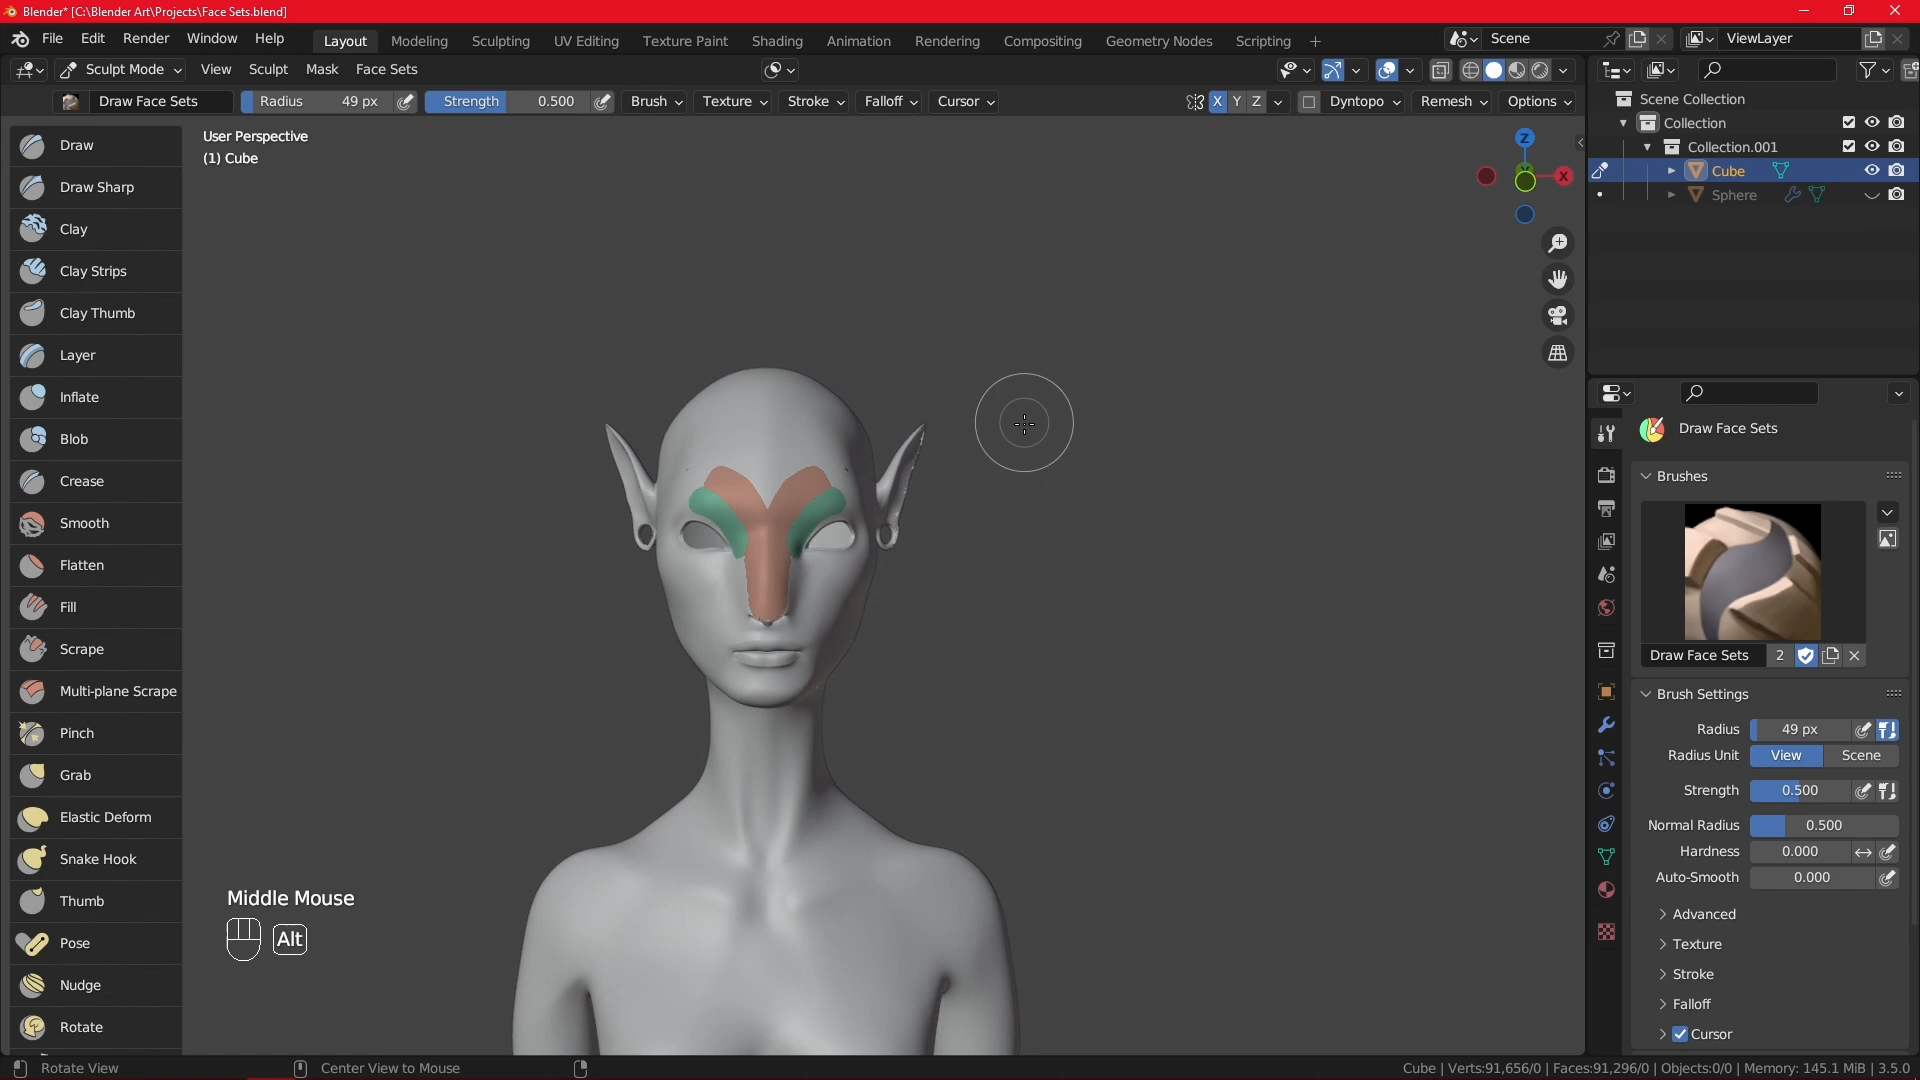 Blender* [C:\Blender Art\Projects\Face Sets.blend]
File Edit Render Window Help Layout Modeling Sculpting UV Editing Texture Paint Shading Animation Rendering Compositing Geometry Nodes Scripting + Scene ViewLayer
Sculpt Mode View Sculpt Mask Face Sets
Draw Face Sets Radius 49 px Strength 0.500 Brush Texture Stroke Falloff Cursor X Y Z Dyntopo Remesh Options
Scene Collection
Collection
Collection.001
Cube
Sphere
User Perspective
(1) Cube
Z
X
Draw
Draw Sharp
Clay
Clay Strips
Clay Thumb
Layer
Inflate
Blob
Crease
Smooth
Flatten
Fill
Scrape
Multi-plane Scrape
Pinch
Grab
Elastic Deform
Snake Hook
Thumb
Pose
Nudge
Rotate
Middle Mouse
Alt
Draw Face Sets
Brushes
Draw Face Sets 2
Brush Settings
Radius 49 px
Radius Unit View Scene
Strength 0.500
Normal Radius 0.500
Hardness 0.000
Auto-Smooth 0.000
Advanced
Texture
Stroke
Falloff
Cursor
Rotate View Center View to Mouse Cube | Verts:91,656/0 | Faces:91,296/0 | Objects:0/0 | Memory: 145.1 MiB | 3.5.0